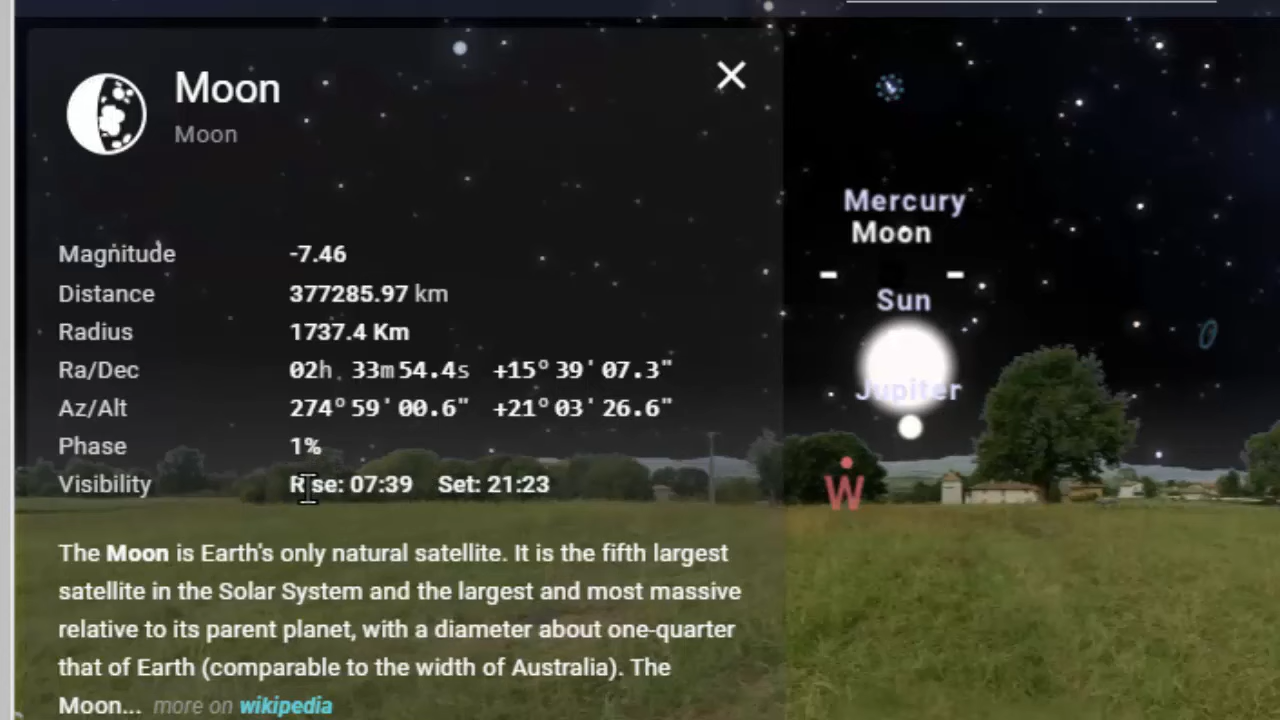 Moon
Moon
Magnitude -7.46
Distance 377285.97 km
Radius 1737.4 Km
Ra/Dec 02h 33m 54.4s +15° 39' 07.3"
Az/Alt 274° 59' 00.6" +21° 03' 26.6"
Phase 1%
Visibility Rise: 07:39 Set: 21:23
The Moon is Earth's only natural satellite. It is the fifth largest
satellite in the Solar System and the largest and most massive
relative to its parent planet, with a diameter about one-quarter
that of Earth (comparable to the width of Australia). The
Moon... more on wikipedia
Mercury
Moon
Sun
Jupiter
W